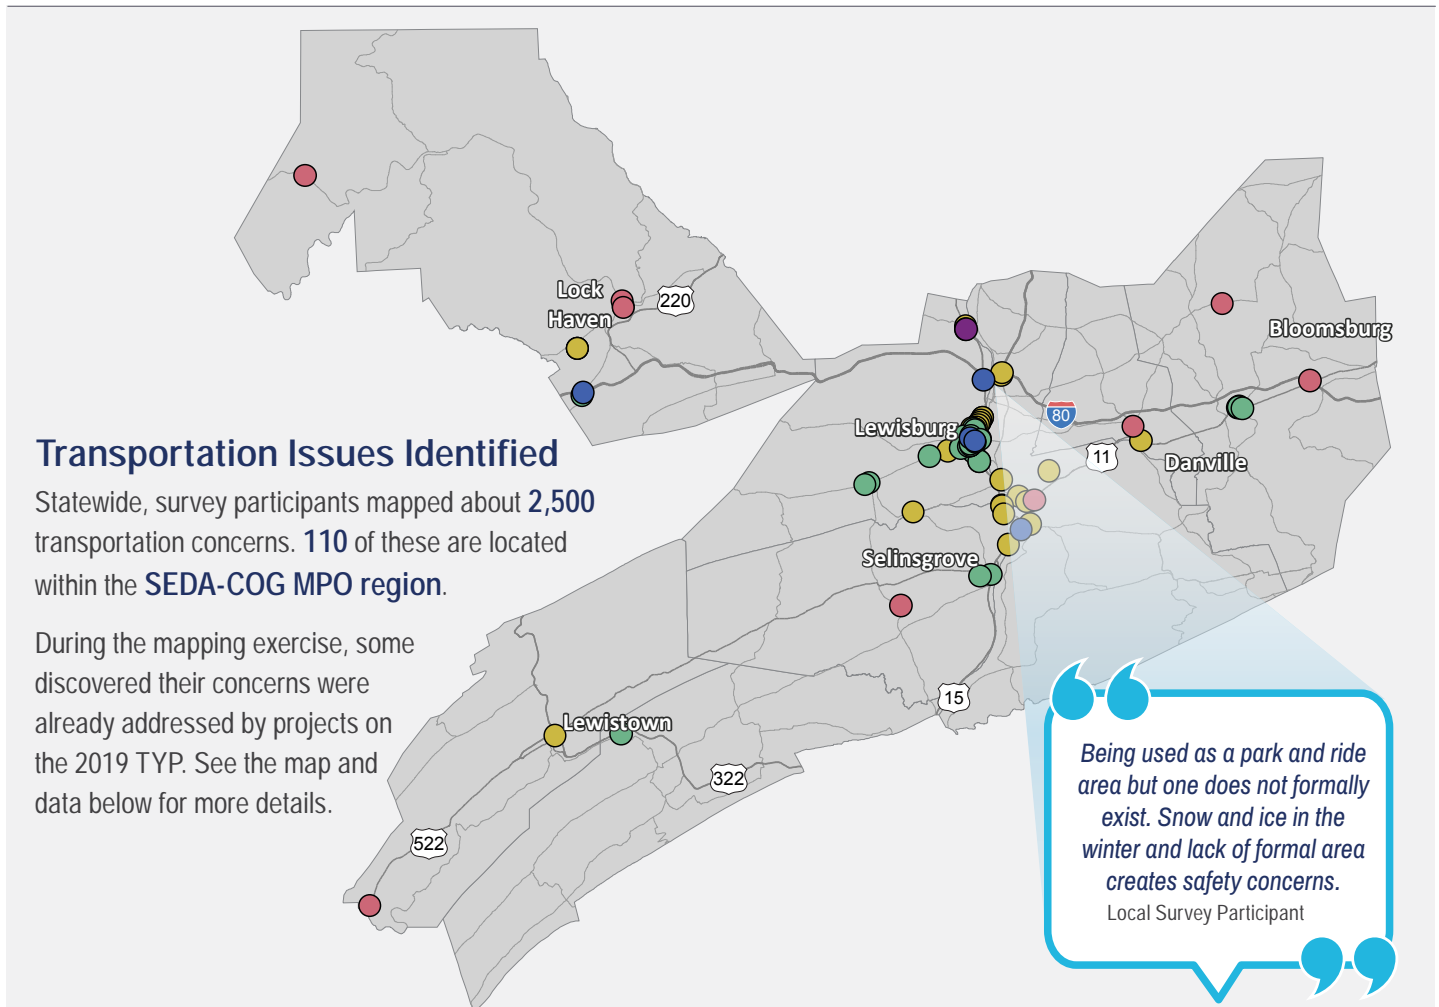 Transportation Issues Identified
Statewide, survey participants mapped about 2,500
transportation concerns. 110 of these are located
within the SEDA-COG MPO region.
During the mapping exercise, some
discovered their concerns were
already addressed by projects on
the 2019 TYP. See the map and
data below for more details.
Lock
Haven
220
Bloomsburg
80
Lewisburg
11
Danville
Selinsgrove
15
Lewistown
322
522
Being used as a park and ride
area but one does not formally
exist. Snow and ice in the
winter and lack of formal area
creates safety concerns.
Local Survey Participant